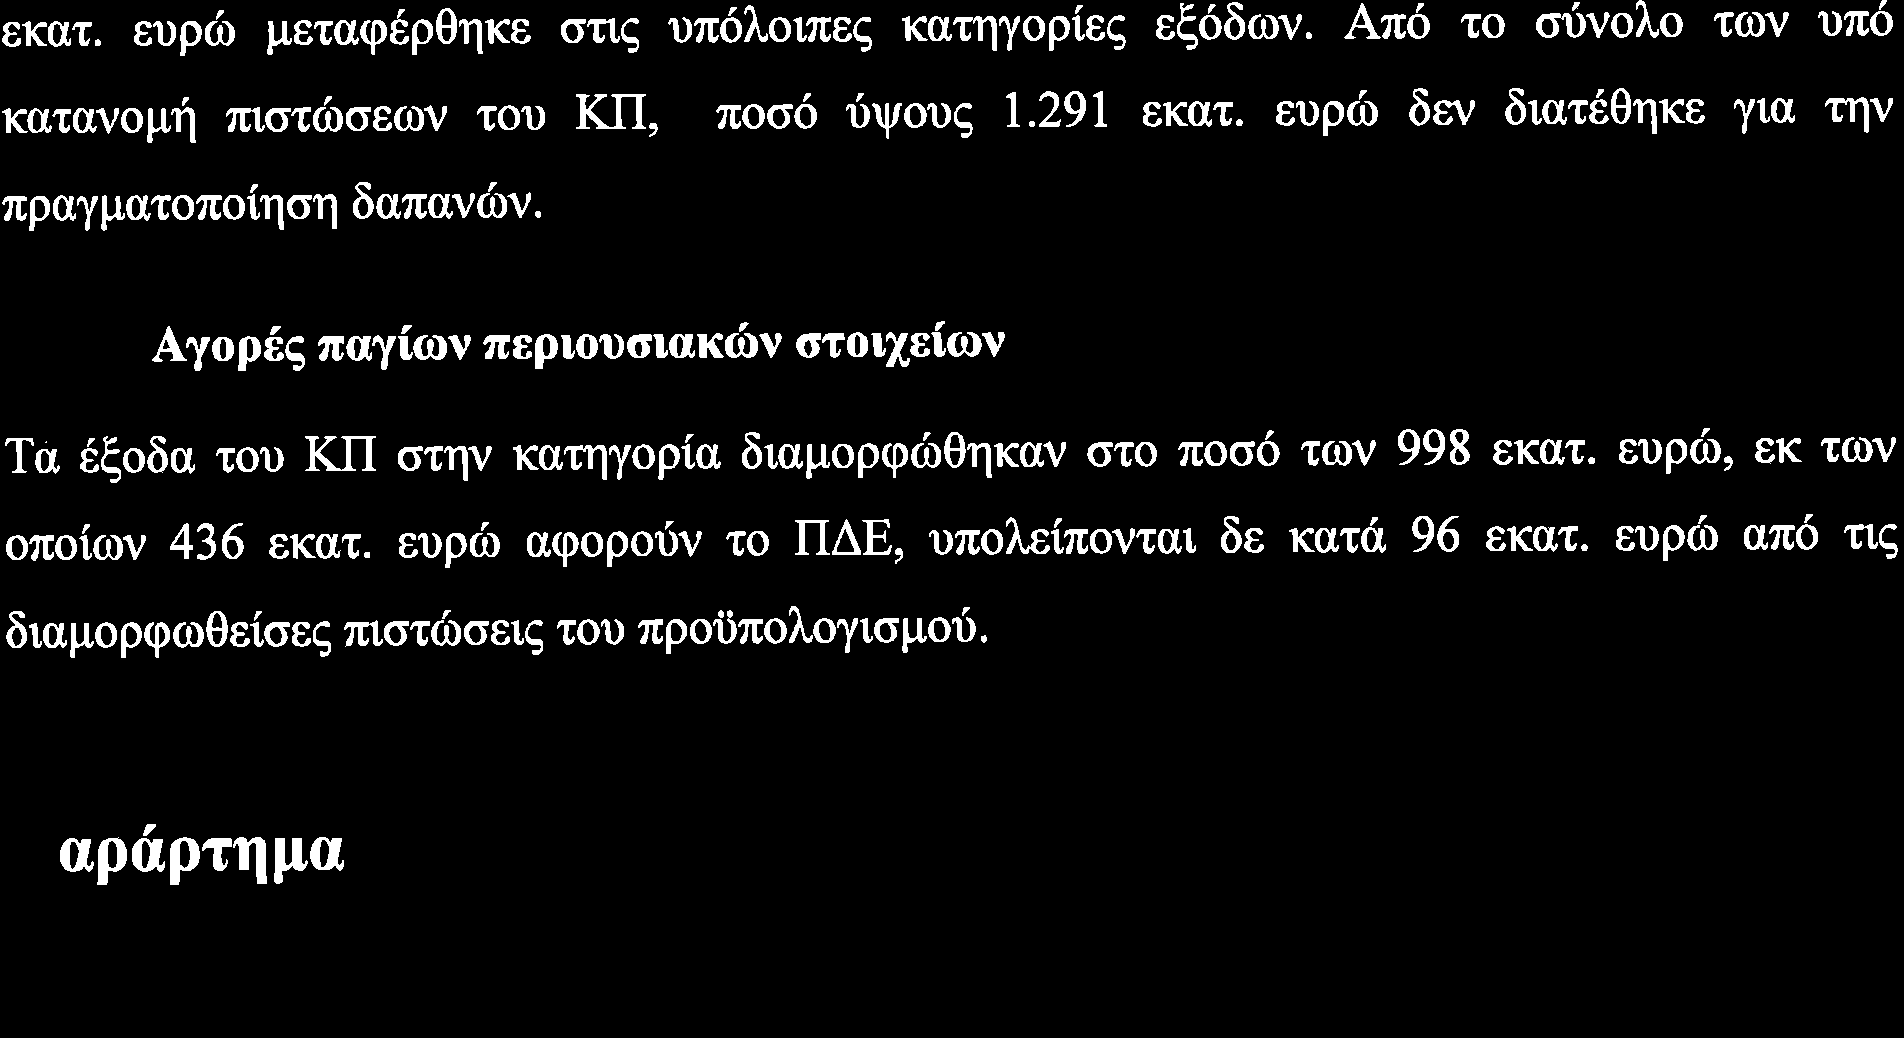 εκατ. ευρώ μεταφέρθηκε στις υπόλοιπες κατηγορίες εξόδων. Από το σύνολο των υπό
κατανομή πιστώσεων του ΚΠ, ποσό ύψους 1.291 εκατ. ευρώ δεν διατέθηκε για την
πραγματοποίηση δαπανών.
Αγορές παγίων περιουσιακών στοιχείων
Τα έξοδα του ΚΠ στην κατηγορία διαμορφώθηκαν στο ποσό των 998 εκατ. ευρώ, εκ των
οποίων 436 εκατ. ευρώ αφορούν το ΠΔΕ, υπολείπονται δε κατά 96 εκατ. ευρώ από τις
διαμορφωθείσες πιστώσεις του προϋπολογισμού.
αράρτημα